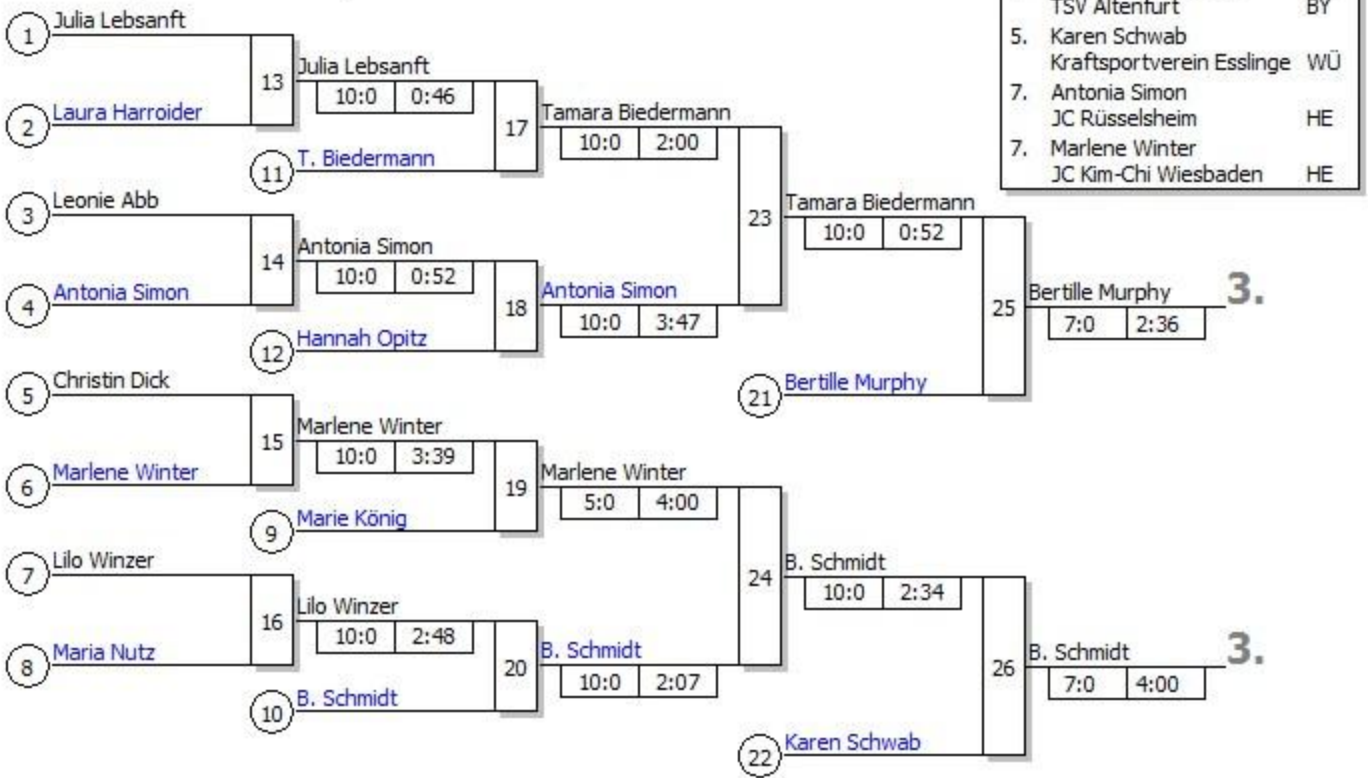 TSV Altenfurt BY
5. Karen Schwab
Kraftsportverein Esslinge WÜ
7. Antonia Simon
JC Rüsselsheim HE
7. Marlene Winter
JC Kim-Chi Wiesbaden HE
1 Julia Lebsanft
13
Julia Lebsanft
10:0 0:46
2 Laura Harroider
17
Tamara Biedermann
10:0 2:00
11 T. Biedermann
3 Leonie Abb
23
Tamara Biedermann
10:0 0:52
14
Antonia Simon
10:0 0:52
4 Antonia Simon
18
Antonia Simon
10:0 3:47
12 Hannah Opitz
25
Bertille Murphy 3.
7:0 2:36
5 Christin Dick
21 Bertille Murphy
15
Marlene Winter
10:0 3:39
6 Marlene Winter
19
Marlene Winter
5:0 4:00
9 Marie König
7 Lilo Winzer
24
B. Schmidt
10:0 2:34
16
Lilo Winzer
10:0 2:48
8 Maria Nutz
20
B. Schmidt
10:0 2:07
10 B. Schmidt
26
B. Schmidt 3.
7:0 4:00
22 Karen Schwab